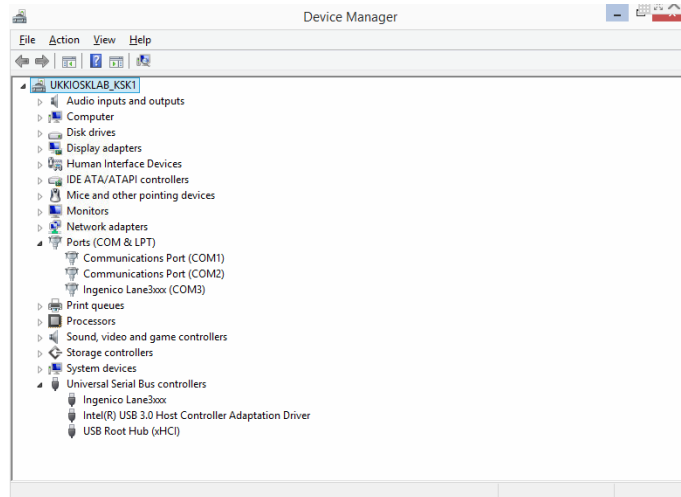 Device Manager
File Action View Help
UKKIOSKLAB_KSK1
Audio inputs and outputs
Computer
Disk drives
Display adapters
Human Interface Devices
IDE ATA/ATAPI controllers
Mice and other pointing devices
Monitors
Network adapters
Ports (COM & LPT)
Communications Port (COM1)
Communications Port (COM2)
Ingenico Lane3xxx (COM3)
Print queues
Processors
Sound, video and game controllers
Storage controllers
System devices
Universal Serial Bus controllers
Ingenico Lane3xxx
Intel(R) USB 3.0 Host Controller Adaptation Driver
USB Root Hub (xHCI)